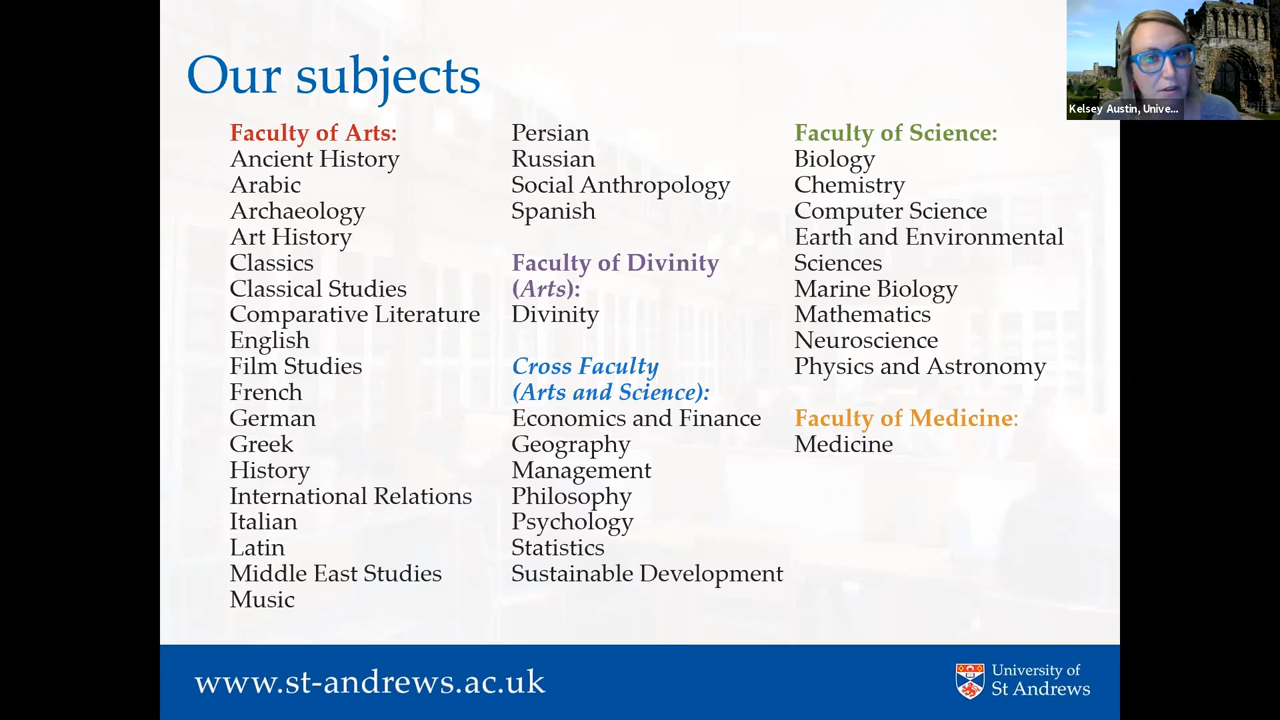 Our subjects
Faculty of Arts:
Ancient History
Arabic
Archaeology
Art History
Classics
Classical Studies
Comparative Literature
English
Film Studies
French
German
Greek
History
International Relations
Italian
Latin
Middle East Studies
Music
Persian
Russian
Social Anthropology
Spanish
Faculty of Divinity
(Arts):
Divinity
Cross Faculty
(Arts and Science):
Economics and Finance
Geography
Management
Philosophy
Psychology
Statistics
Sustainable Development
Faculty of Science:
Biology
Chemistry
Computer Science
Earth and Environmental
Sciences
Marine Biology
Mathematics
Neuroscience
Physics and Astronomy
Faculty of Medicine:
Medicine
Kelsey Austin, Unive...
www.st-andrews.ac.uk
University of
St Andrews